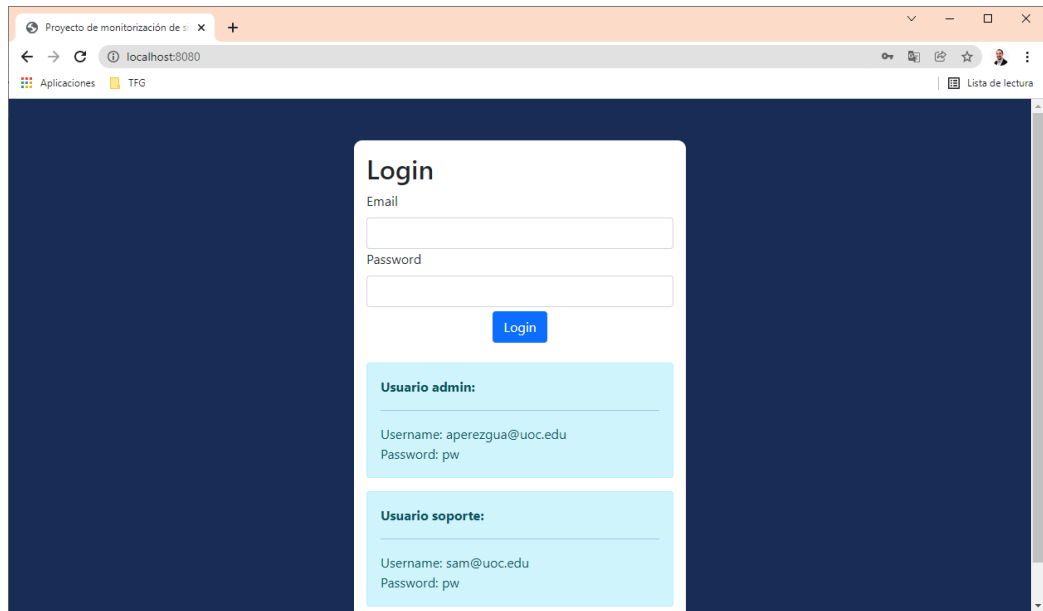 Proyecto de monitorización de si
localhost:8080
Aplicaciones
TFG
Lista de lectura
Login
Email
Password
Login
Usuario admin:
Username: aperezgua@uoc.edu
Password: pw
Usuario soporte:
Username: sam@uoc.edu
Password: pw